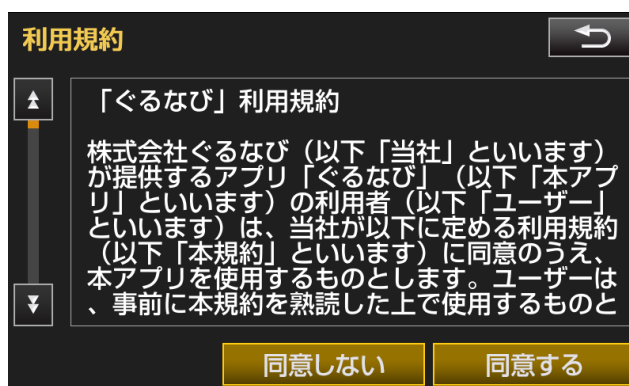 利用規約
「ぐるなび」利用規約
株式会社ぐるなび（以下「当社」といいます）
が提供するアプリ「ぐるなび」（以下「本アプ
リ」といいます）の利用者（以下「ユーザー」
といいます）は、当社が以下に定める利用規約
（以下「本規約」といいます）に同意のうえ、
本アプリを使用するものとします。ユーザーは
、事前に本規約を熟読した上で使用するものと
同意しない
同意する